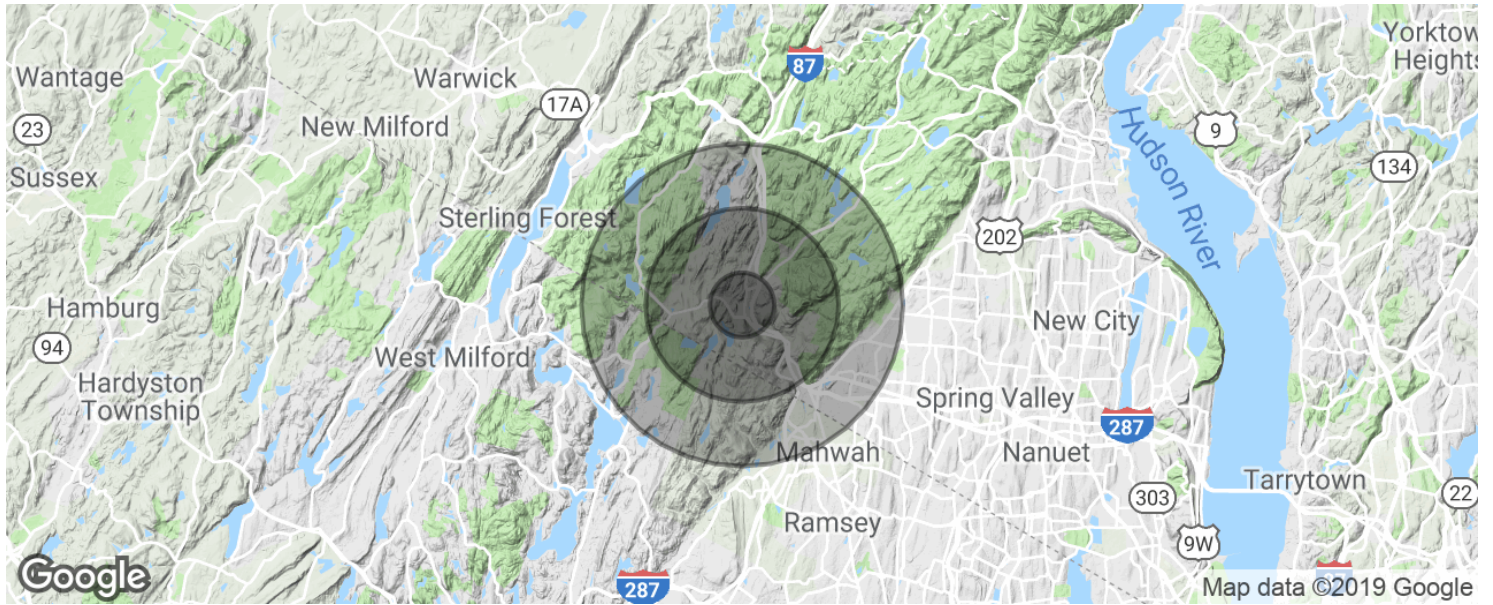 Yorktow
Heights
Wantage
Warwick
87
17A
23
New Milford
9
Hudson River
134
Sussex
Sterling Forest
202
Hamburg
New City
94
West Milford
Hardyston
Township
Spring Valley
287
Mahwah
Nanuet
Tarrytown
303
22
Ramsey
9W
Google
287
Map data ©2019 Google